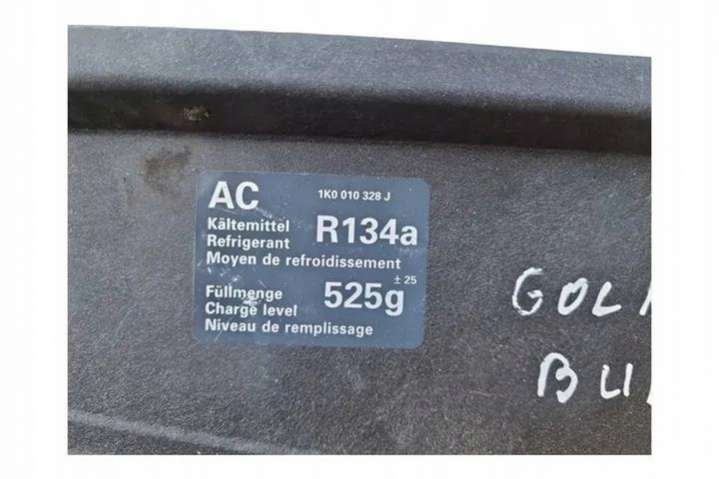 AC 1K0 010 328 J
Kältemittel
Refrigerant R134a
Moyen de refroidissement
Füllmenge 525g ± 25
Charge level
Niveau de remplissage